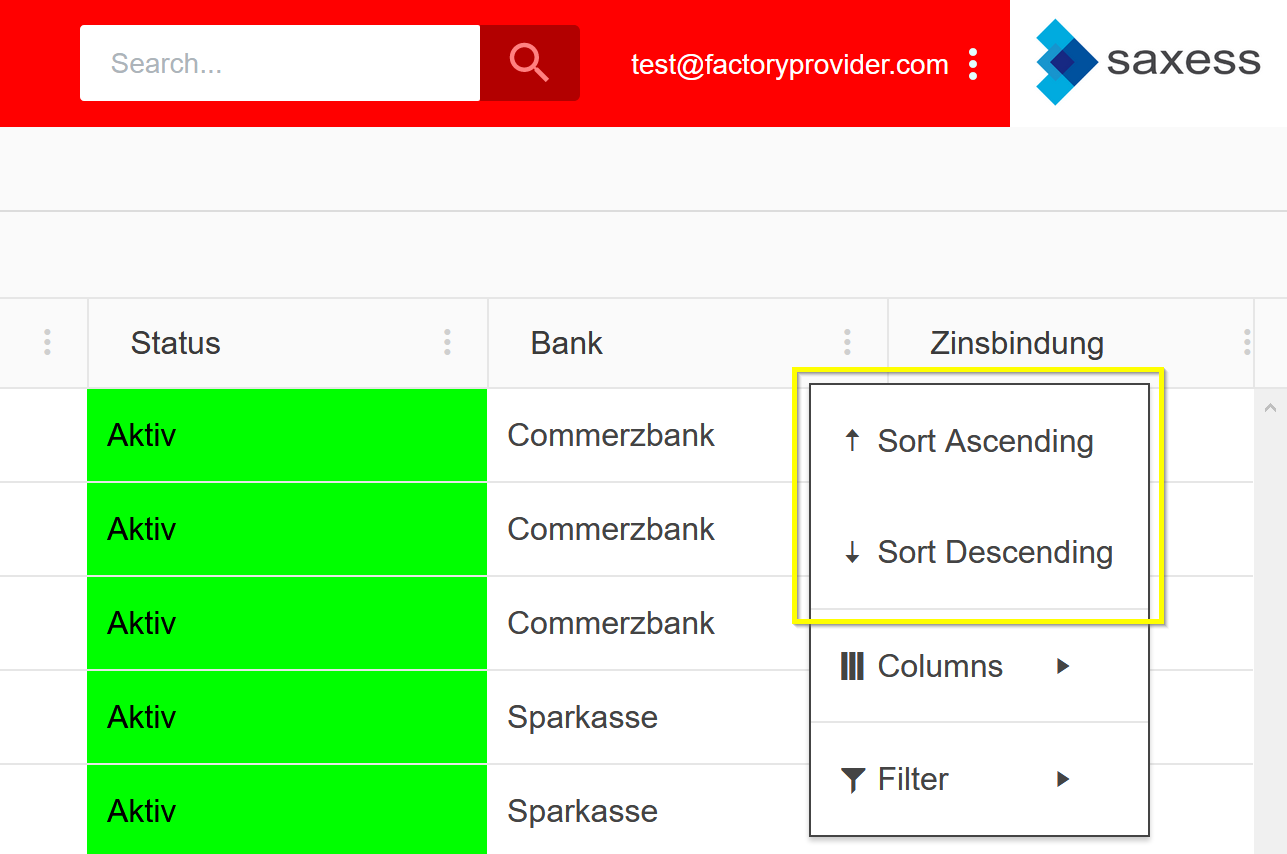 Search...
test@factoryprovider.com
saxess
Status Bank Zinsbindung
Aktiv Commerzbank Sort Ascending
Aktiv Commerzbank Sort Descending
Aktiv Commerzbank Columns
Aktiv Sparkasse Filter
Aktiv Sparkasse